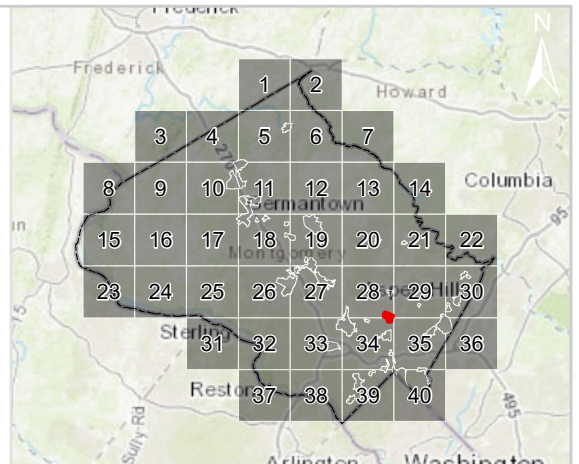 Frederick
N
Frederick
1 2
Howard
3 4 5 6 7
270
8 9 10 11 12 13 14
Columbia
ermantown
15 16 17 18 19 20 21 22
95
Montgomery
23 24 25 26 27 28 29 30
spen Hill
15
Sterling
31 32 33 34 35 36
Reston
37 38 39 40
495
Sully Rd
Arlington
Washington